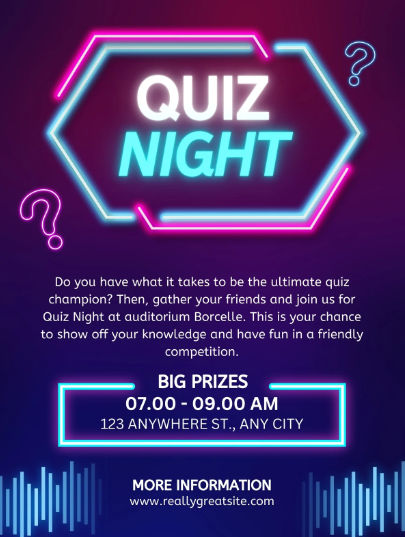 QUIZ
NIGHT
Do you have what it takes to be the ultimate quiz
champion? Then, gather your friends and join us for
Quiz Night at auditorium Borcelle. This is your chance
to show off your knowledge and have fun in a friendly
competition.
BIG PRIZES
07.00 - 09.00 AM
123 ANYWHERE ST., ANY CITY
MORE INFORMATION
www.reallygreatsite.com